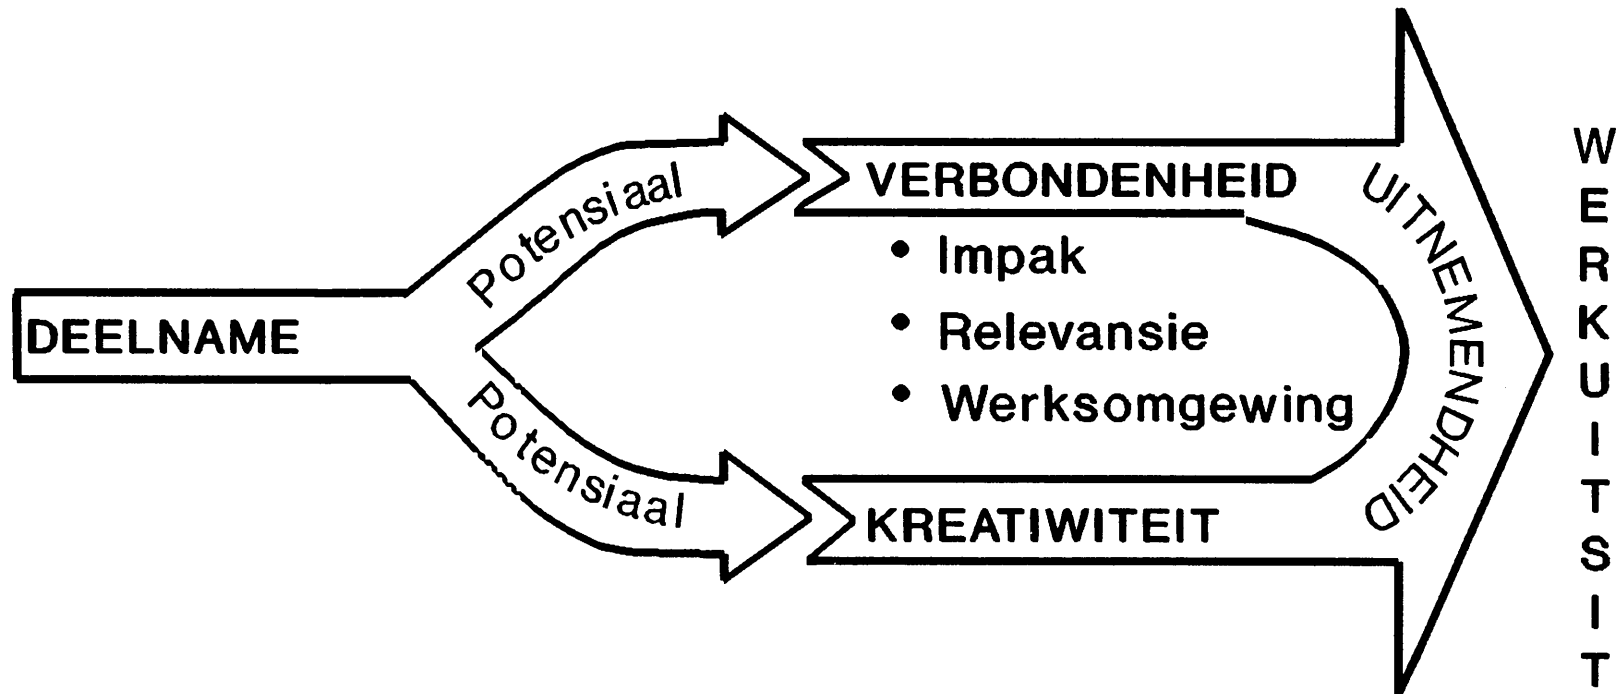 DEELNAME
Potensiaal
Potensiaal
VERBONDENHEID
• Impak
• Relevansie
• Werksomgewing
KREATIWITEIT
UITNEMENDHEID
WERKUITSIT